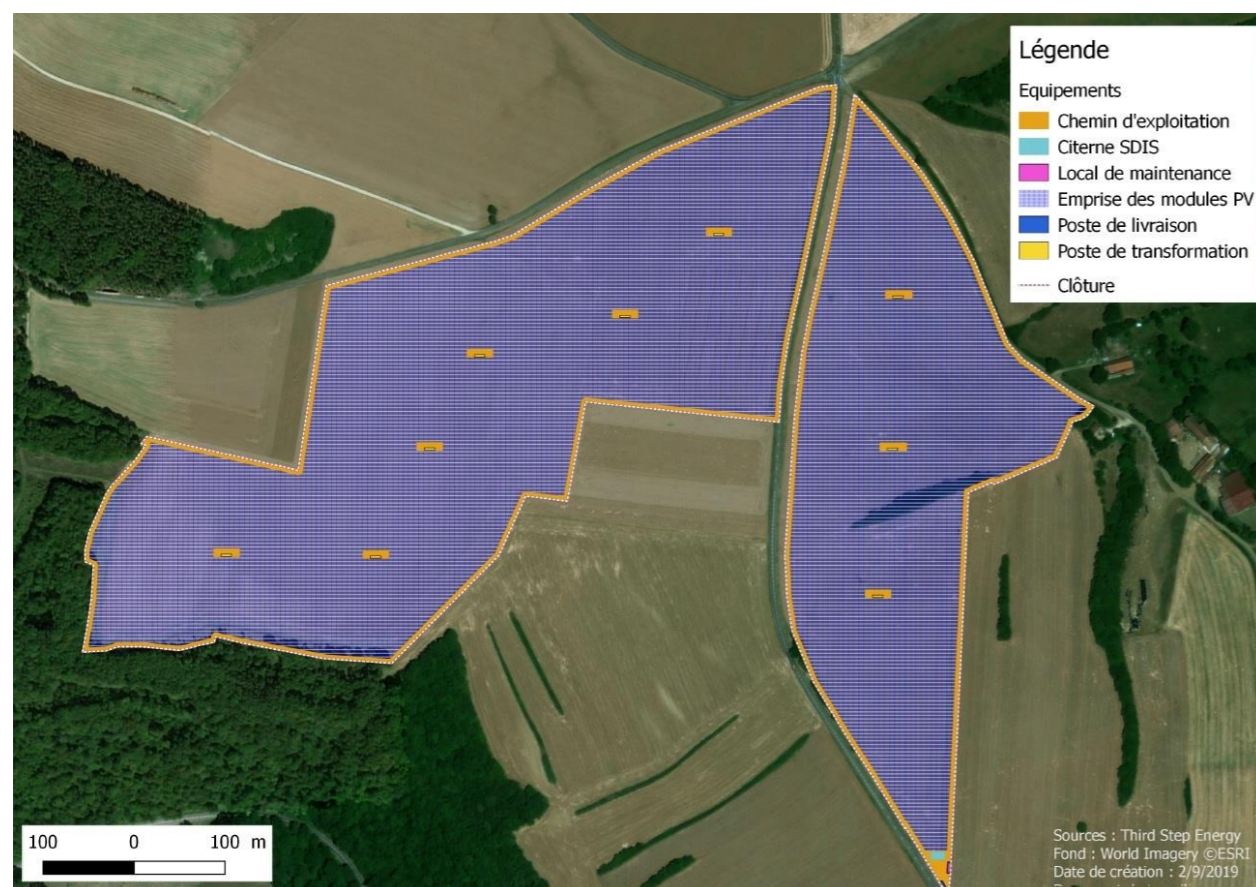 Légende
Equipements
Chemin d'exploitation
Citerne SDIS
Local de maintenance
Emprise des modules PV
Poste de livraison
Poste de transformation
Clôture
100 0 100 m
Sources : Third Step Energy
Fond : World Imagery ©ESRI
Date de création : 2/9/2019